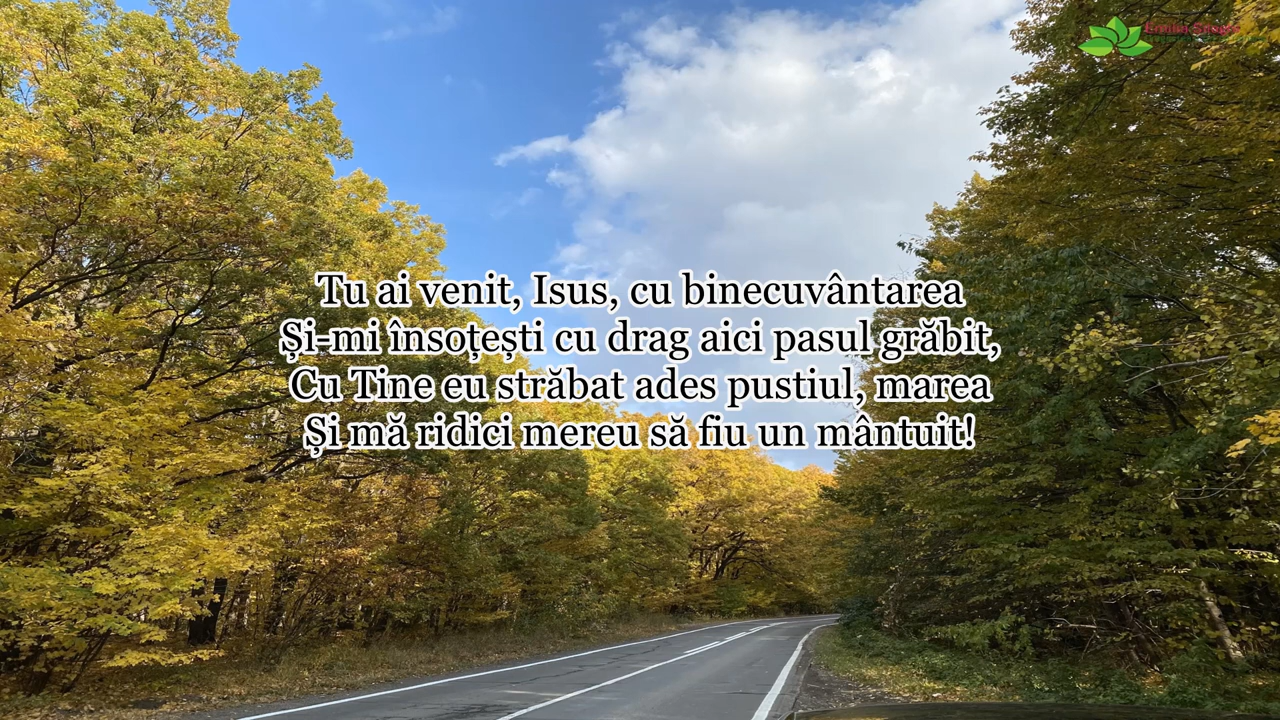 Tu ai venit, Isus, cu binecuvântarea
Și-mi însoțești cu drag aici pasul grăbit,
Cu Tine eu străbat ades pustiul, marea
Și mă ridici mereu să fiu un mântuit!